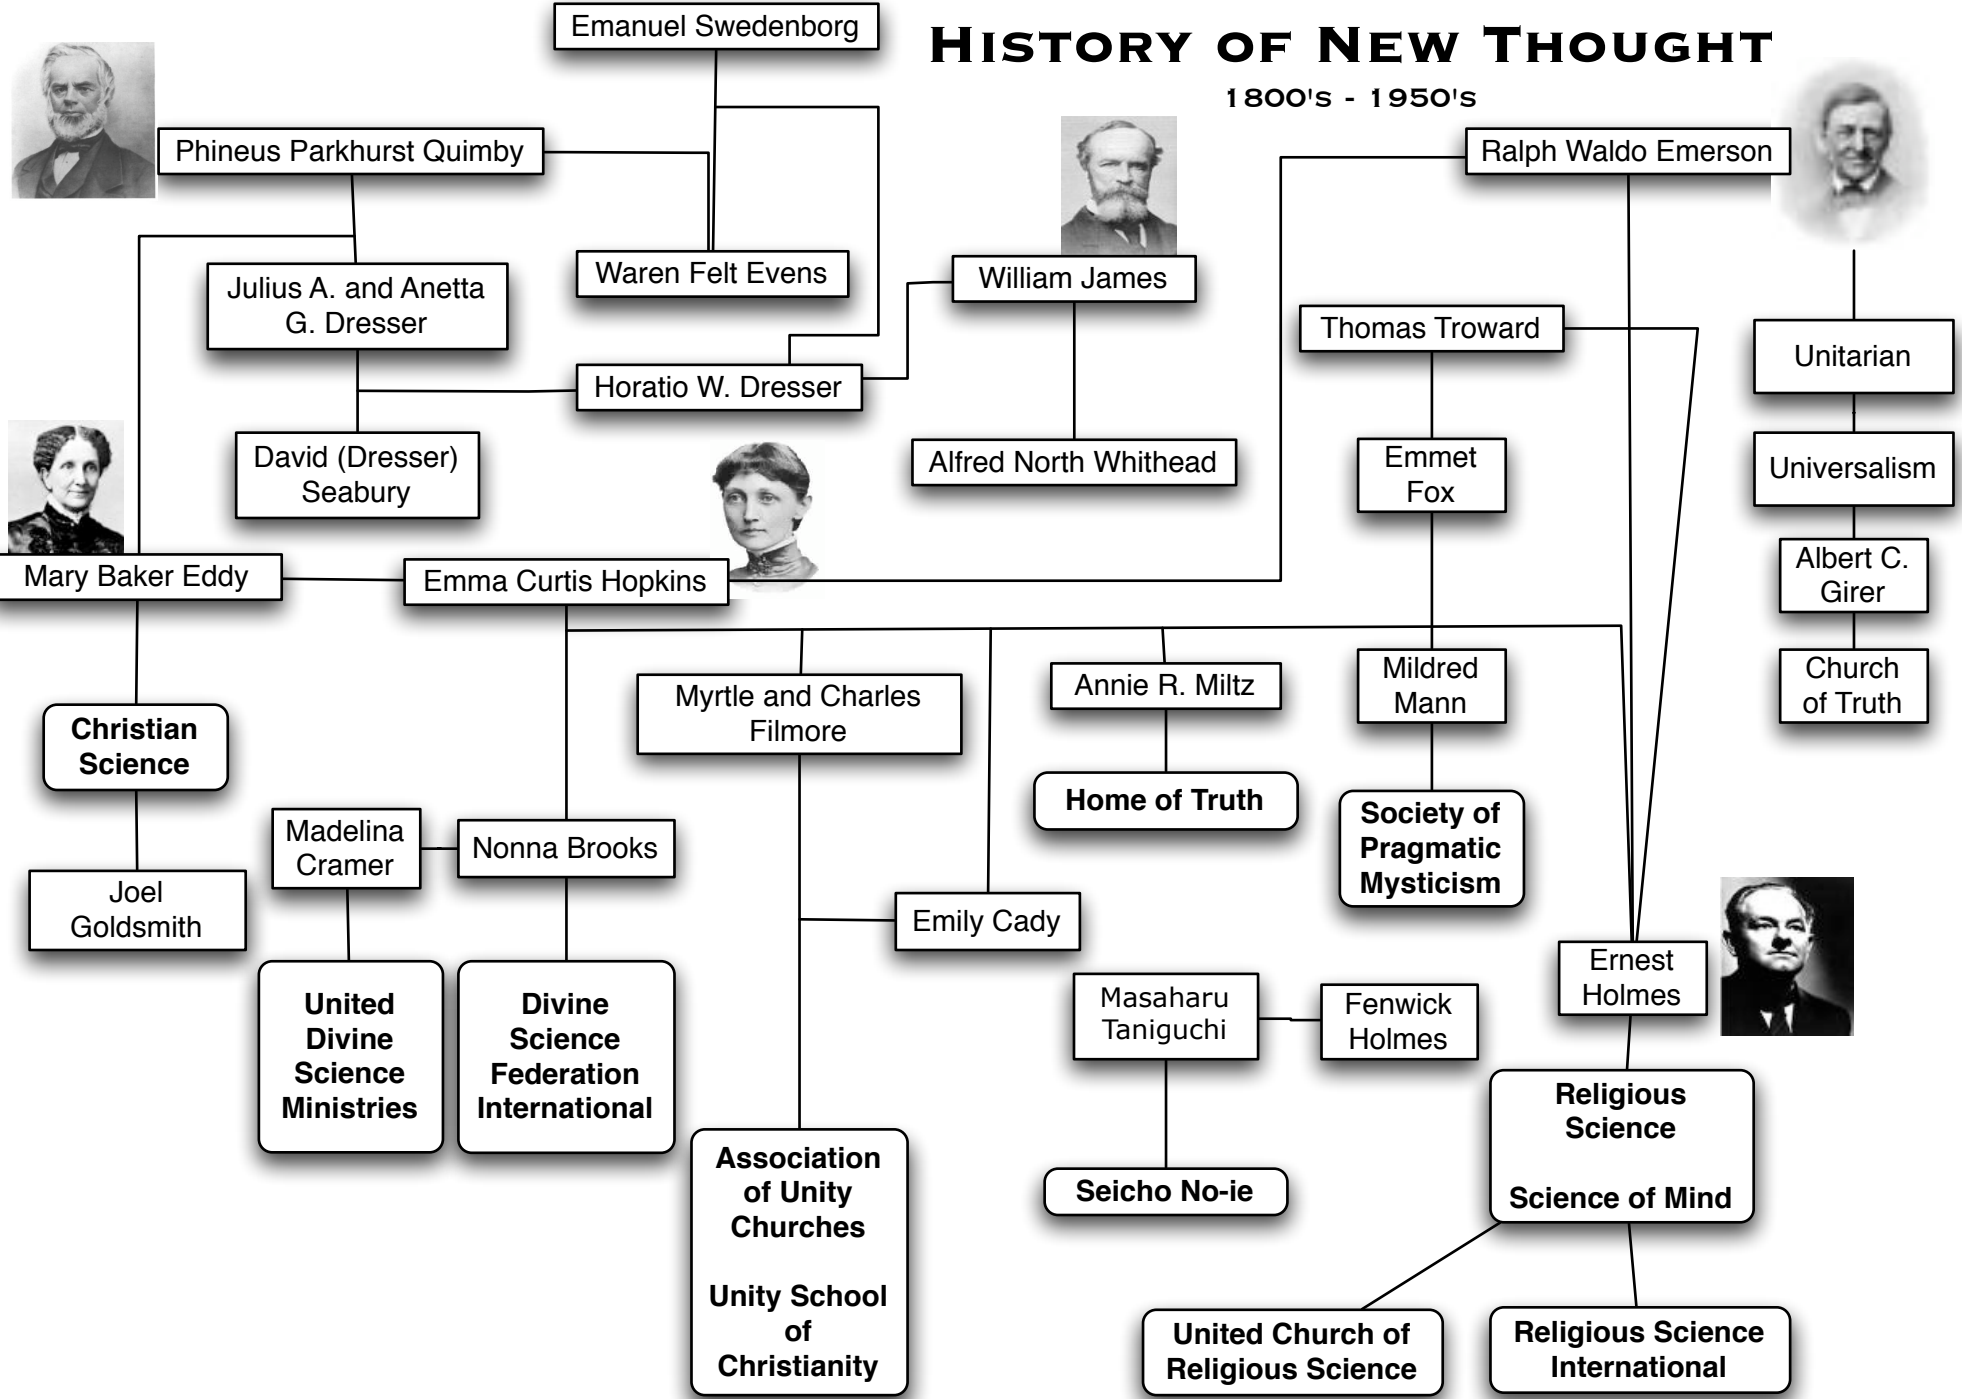 Emanuel Swedenborg
HISTORY OF NEW THOUGHT
1800's - 1950's
Phineus Parkhurst Quimby
Ralph Waldo Emerson
Waren Felt Evens
William James
Julius A. and Anetta
G. Dresser
Thomas Troward
Unitarian
Horatio W. Dresser
David (Dresser)
Seabury
Alfred North Whithead
Emmet
Fox
Universalism
Mary Baker Eddy
Emma Curtis Hopkins
Albert C.
Girer
Myrtle and Charles
Filmore
Annie R. Miltz
Mildred
Mann
Church
of Truth
Christian
Science
Home of Truth
Society of
Pragmatic
Mysticism
Madelina
Cramer
Nonna Brooks
Joel
Goldsmith
Emily Cady
Ernest
Holmes
Masaharu
Taniguchi
Fenwick
Holmes
United
Divine
Science
Ministries
Divine
Science
Federation
International
Religious
Science
Science of Mind
Association
of Unity
Churches
Unity School
of
Christianity
Seicho No-ie
United Church of
Religious Science
Religious Science
International